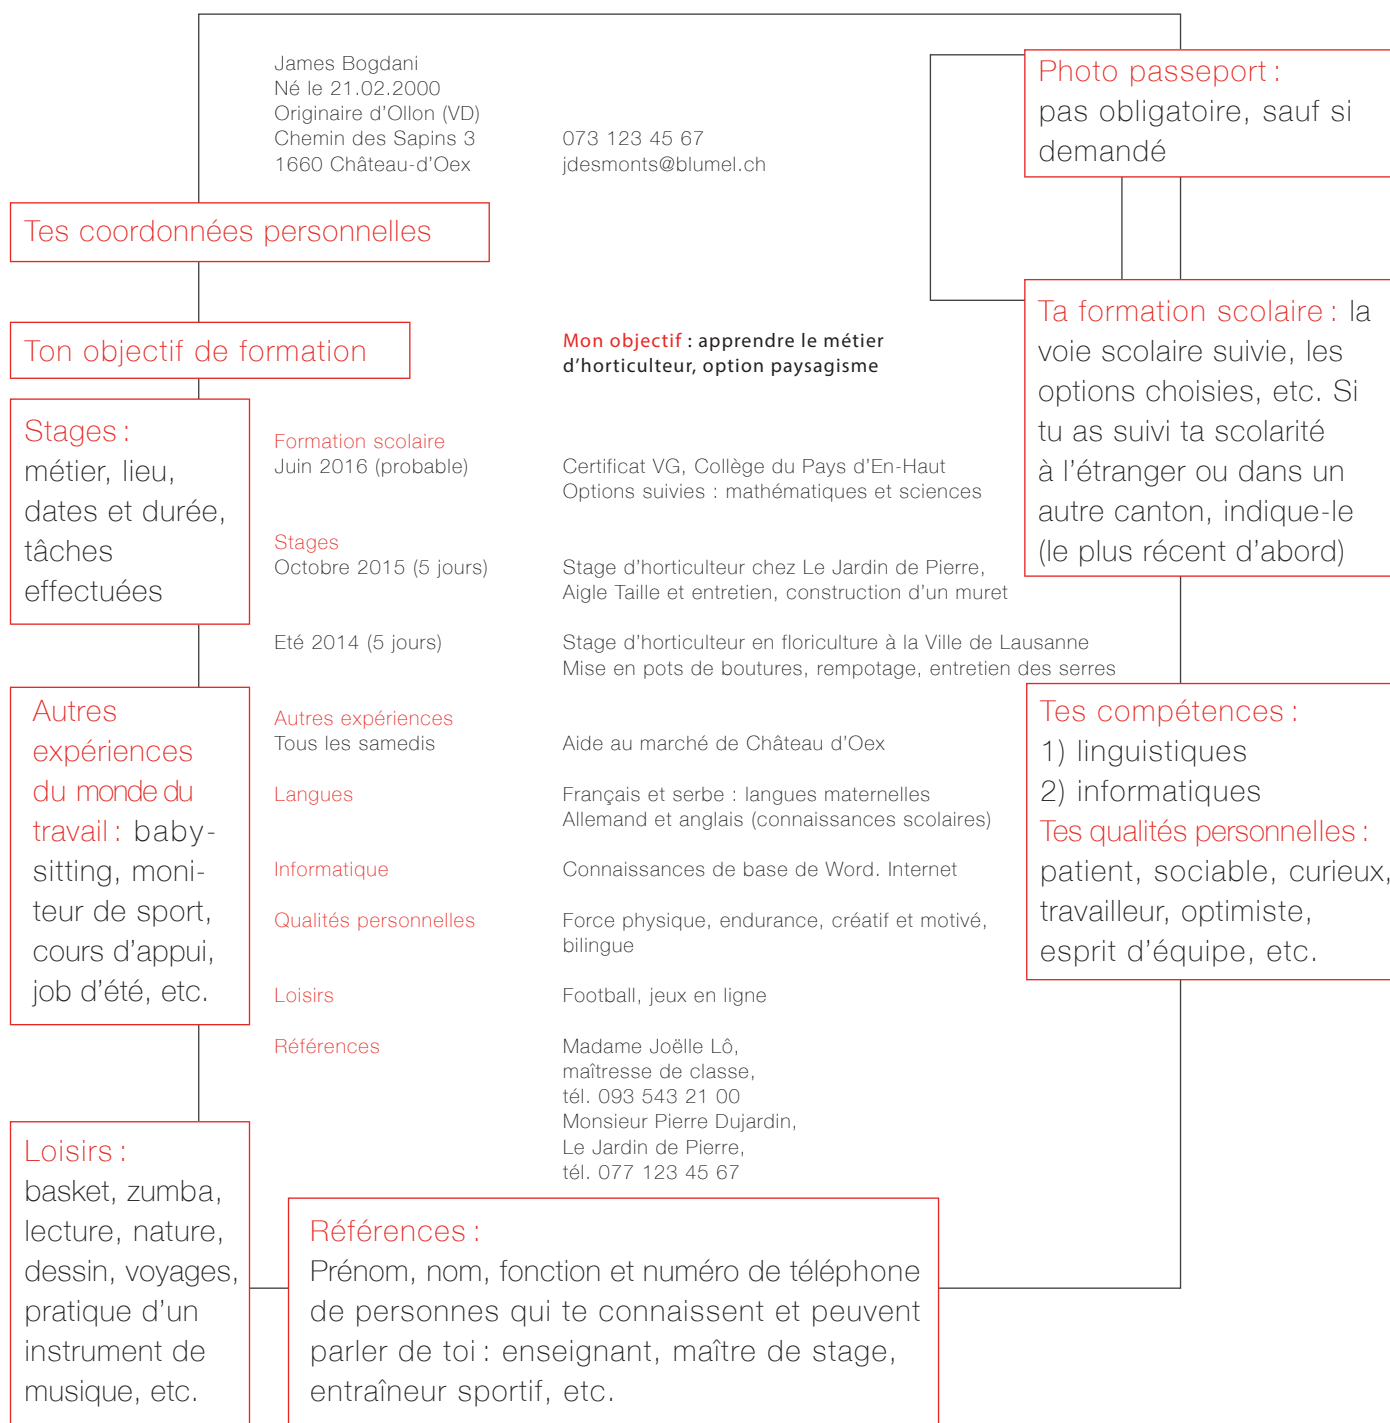 James Bogdani
Né le 21.02.2000
Originaire d'Ollon (VD)
Chemin des Sapins 3
1660 Château-d'Oex
073 123 45 67
jdesmonts@blumel.ch
Photo passeport :
pas obligatoire, sauf si
demandé
Tes coordonnées personnelles
Ton objectif de formation
Mon objectif : apprendre le métier
d'horticulteur, option paysagisme
Ta formation scolaire : la
voie scolaire suivie, les
options choisies, etc. Si
tu as suivi ta scolarité
à l'étranger ou dans un
autre canton, indique-le
(le plus récent d'abord)
Stages :
métier, lieu,
dates et durée,
tâches
effectuées
Formation scolaire
Juin 2016 (probable)
Certificat VG, Collège du Pays d'En-Haut
Options suivies : mathématiques et sciences
Stages
Octobre 2015 (5 jours)
Stage d'horticulteur chez Le Jardin de Pierre,
Aigle Taille et entretien, construction d'un muret
Eté 2014 (5 jours)
Stage d'horticulteur en floriculture à la Ville de Lausanne
Mise en pots de boutures, rempotage, entretien des serres
Autres
expériences
du monde du
travail : baby-
sitting, moni-
teur de sport,
cours d'appui,
job d'été, etc.
Autres expériences
Tous les samedis
Aide au marché de Château d'Oex
Langues
Français et serbe : langues maternelles
Allemand et anglais (connaissances scolaires)
Informatique
Connaissances de base de Word. Internet
Qualités personnelles
Force physique, endurance, créatif et motivé,
bilingue
Loisirs
Football, jeux en ligne
Références
Madame Joëlle Lô,
maîtresse de classe,
tél. 093 543 21 00
Monsieur Pierre Dujardin,
Le Jardin de Pierre,
tél. 077 123 45 67
Tes compétences :
1) linguistiques
2) informatiques
Tes qualités personnelles :
patient, sociable, curieux,
travailleur, optimiste,
esprit d'équipe, etc.
Loisirs :
basket, zumba,
lecture, nature,
dessin, voyages,
pratique d'un
instrument de
musique, etc.
Références :
Prénom, nom, fonction et numéro de téléphone
de personnes qui te connaissent et peuvent
parler de toi : enseignant, maître de stage,
entraîneur sportif, etc.